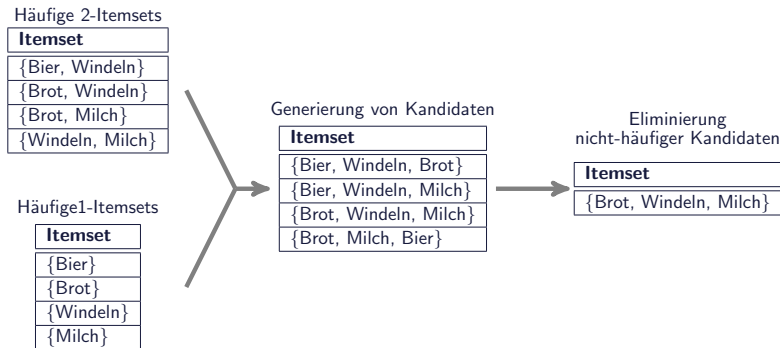 Häufige 2-Itemsets
Itemset
{Bier, Windeln}
{Brot, Windeln}
{Brot, Milch}
{Windeln, Milch}
Häufige1-Itemsets
Itemset
{Bier}
{Brot}
{Windeln}
{Milch}
Generierung von Kandidaten
Itemset
{Bier, Windeln, Brot}
{Bier, Windeln, Milch}
{Brot, Windeln, Milch}
{Brot, Milch, Bier}
Eliminierung
nicht-häufiger Kandidaten
Itemset
{Brot, Windeln, Milch}